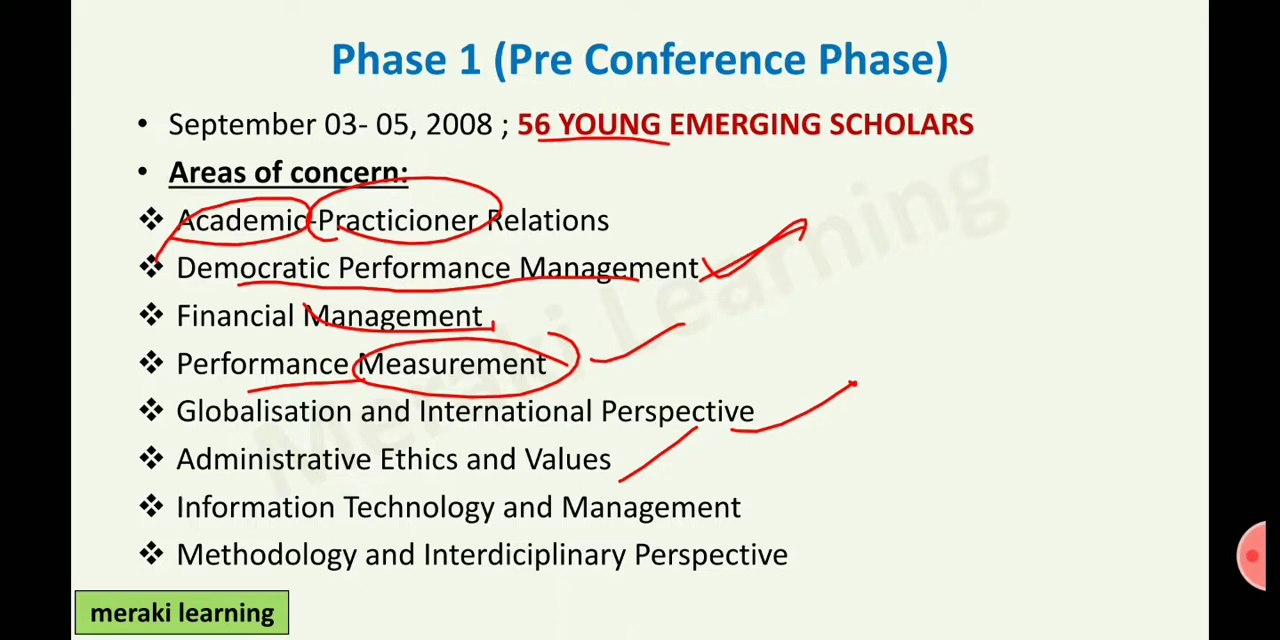 Phase 1 (Pre Conference Phase)
• September 03- 05, 2008 ; 56 YOUNG EMERGING SCHOLARS
• Areas of concern:
❖ Academic-Practicioner Relations
❖ Democratic Performance Management
❖ Financial Management
❖ Performance Measurement
❖ Globalisation and International Perspective
❖ Administrative Ethics and Values
❖ Information Technology and Management
❖ Methodology and Interdiciplinary Perspective
Meraki Learning
meraki learning